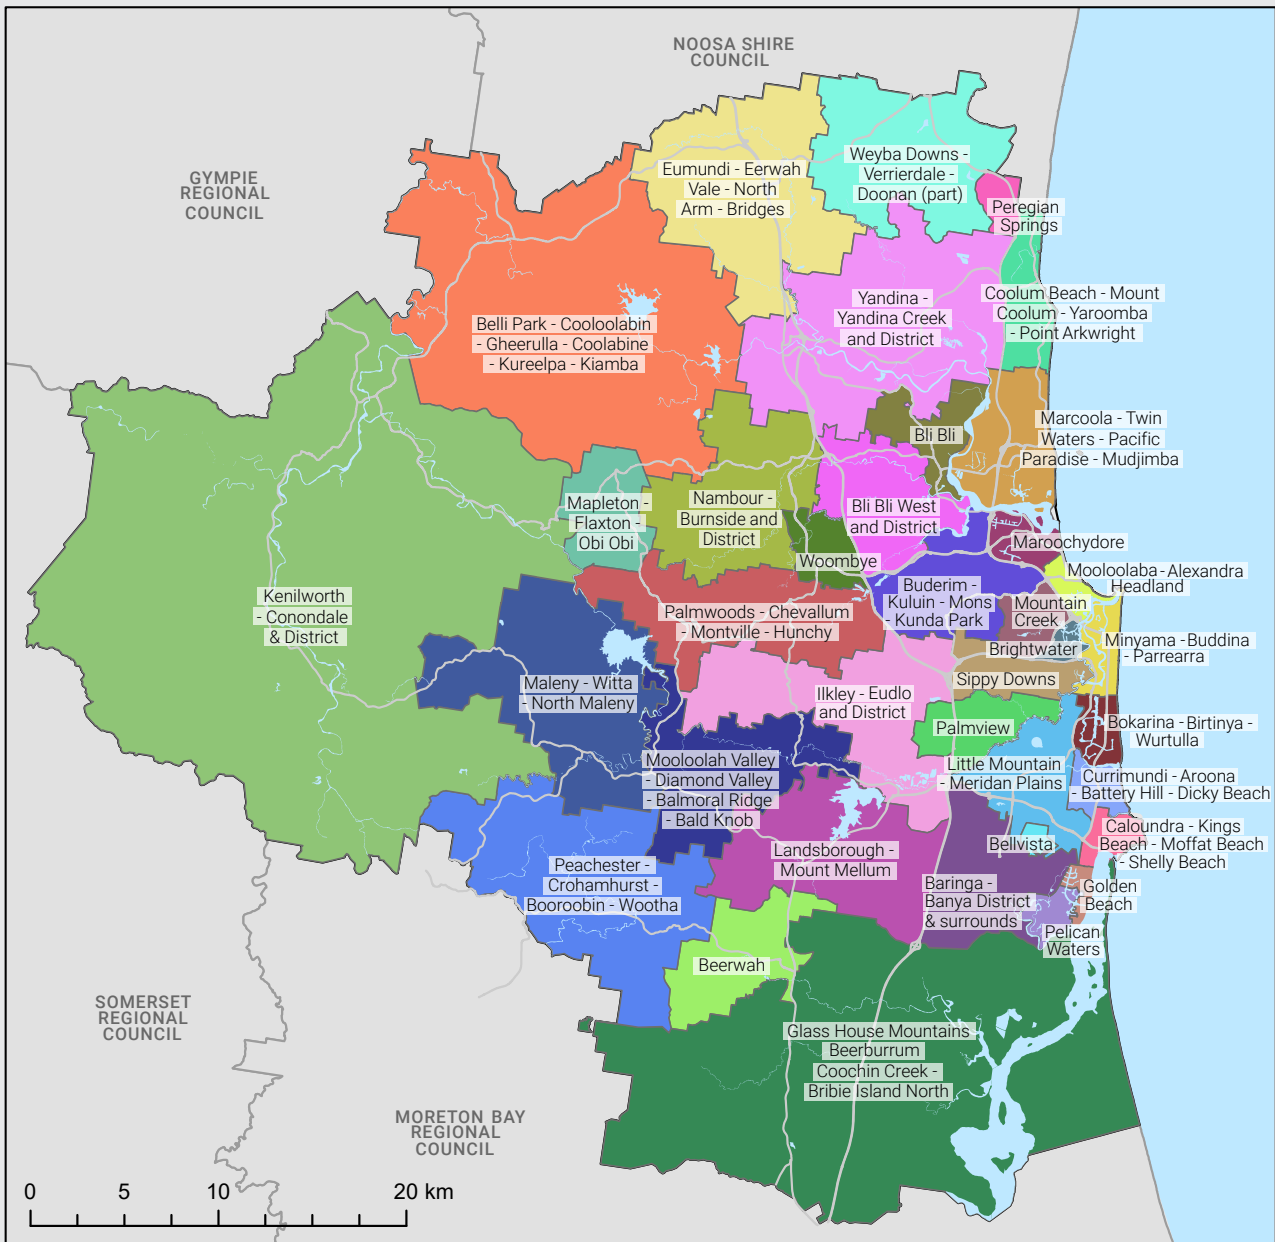 NOOSA SHIRE
COUNCIL
GYMPIE
REGIONAL
COUNCIL
Eumundi - Eerwah
Vale - North
Arm - Bridges
Weyba Downs -
Verrierdale -
Doonan (part)
Peregian
Springs
Belli Park - Cooloolabin
- Gheerulla - Coolabine
- Kureelpa - Kiamba
Yandina -
Yandina Creek
and District
Coolum Beach - Mount
Coolum - Yaroomba
- Point Arkwright
Bli Bli
Marcoola - Twin
Waters - Pacific
Paradise - Mudjimba
Mapleton -
Flaxton -
Obi Obi
Nambour -
Burnside and
District
Bli Bli West
and District
Woombye
Maroochydore
Mooloolaba - Alexandra
Headland
Kenilworth
- Conondale
& District
Palmwoods - Chevallum
- Montville - Hunchy
Buderim -
Kuluin - Mons
- Kunda Park
Mountain
Creek
Brightwater
Minyama - Buddina
- Parrearra
Sippy Downs
Maleny - Witta
- North Maleny
Ilkley - Eudlo
and District
Palmview
Bokarina - Birtinya -
Wurtulla
Mooloolah Valley
- Diamond Valley
- Balmoral Ridge
- Bald Knob
Little Mountain
- Meridan Plains
Currimundi - Aroona
- Battery Hill - Dicky Beach
Bellvista
Caloundra - Kings
Beach - Moffat Beach
- Shelly Beach
Landsborough -
Mount Mellum
Peachester -
Crohamhurst -
Booroobin - Wootha
Baringa -
Banya District
& surrounds
Golden
Beach
Pelican
Waters
Beerwah
SOMERSET
REGIONAL
COUNCIL
Glass House Mountains
Beerburrum
Coochin Creek -
Bribie Island North
MORETON BAY
REGIONAL
COUNCIL
0 5 10 20 km